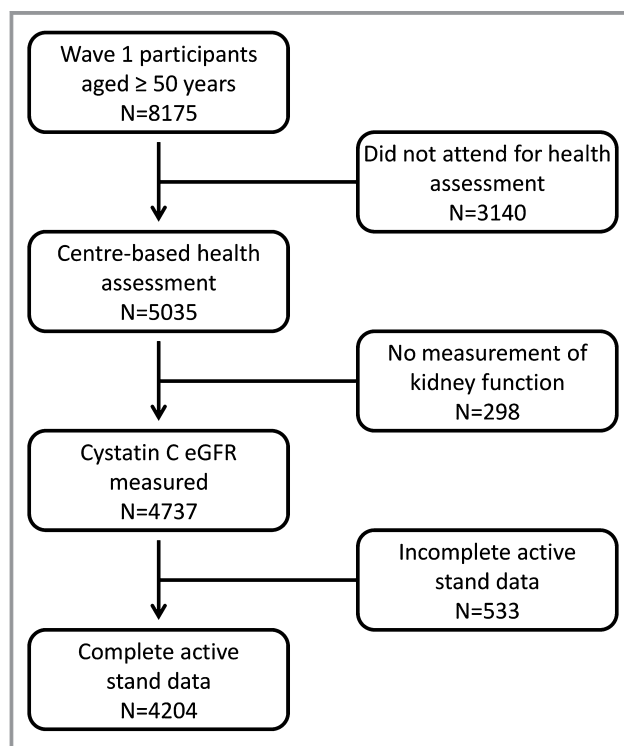 Wave 1 participants
aged ≥ 50 years
N=8175
Did not attend for health
assessment
N=3140
Centre-based health
assessment
N=5035
No measurement of
kidney function
N=298
Cystatin C eGFR
measured
N=4737
Incomplete active
stand data
N=533
Complete active
stand data
N=4204